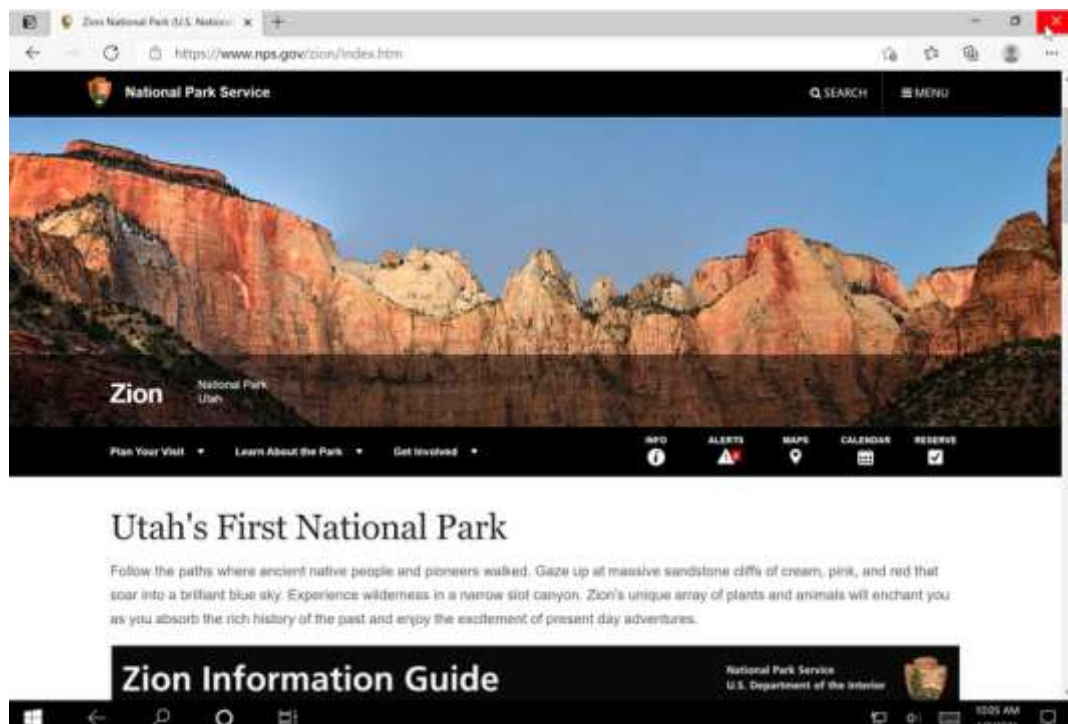 Zion National Park (U.S. Nation
https://www.nps.gov/zion/index.htm
National Park Service
SEARCH
MENU
Zion
National Park
Utah
Plan Your Visit
Learn About the Park
Get Involved
INFO
ALERTS
MAPS
CALENDAR
RESERVE
Utah's First National Park
Follow the paths where ancient native people and pioneers walked. Gaze up at massive sandstone cliffs of cream, pink, and red that
soar into a brilliant blue sky. Experience wilderness in a narrow slot canyon. Zion's unique array of plants and animals will enchant you
as you absorb the rich history of the past and enjoy the excitement of present day adventures.
Zion Information Guide
National Park Service
U.S. Department of the Interior
10:05 AM